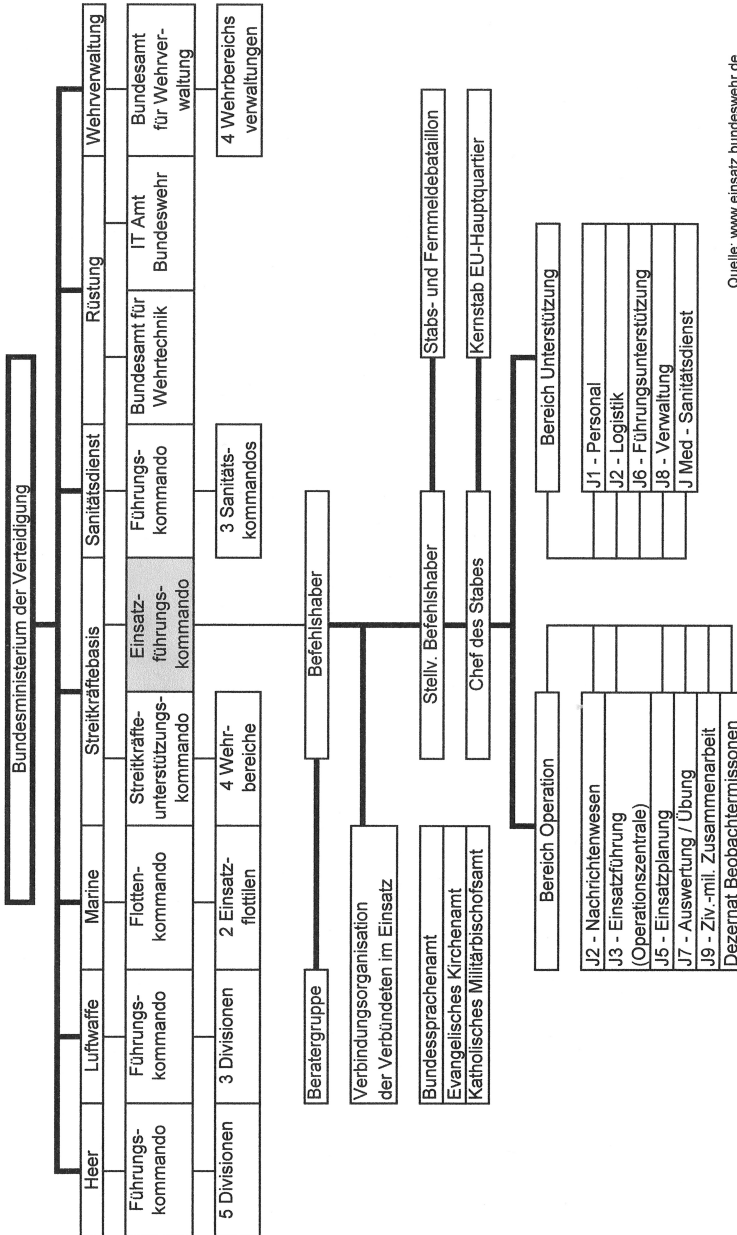 Bundesministerium der Verteidigung
Heer
Luftwaffe
Marine
Streitkräftebasis
Sanitätsdienst
Rüstung
Wehrverwaltung
Führungs-
kommando
Führungs-
kommando
Flotten-
kommando
Streitkräfte-
unterstützungs-
kommando
Einsatz-
führungs-
kommando
Führungs-
kommando
Bundesamt für
Wehrtechnik
IT Amt
Bundeswehr
Bundesamt
für Wehrver-
waltung
5 Divisionen
3 Divisionen
2 Einsatz-
flottilen
4 Wehr-
bereiche
3 Sanitäts-
kommandos
4 Wehrbereichs
verwaltungen
Beratergruppe
Befehlshaber
Verbindungsorganisation
der Verbündeten im Einsatz
Bundessprachenamt
Evangelisches Kirchenamt
Katholisches Militärbischofsamt
Stellv. Befehlshaber
Stabs- und Fernmeldebataillon
Chef des Stabes
Kernstab EU-Hauptquartier
Bereich Operation
J2 - Nachrichtenwesen
J3 - Einsatzführung
(Operationszentrale)
J5 - Einsatzplanung
J7 - Auswertung / Übung
J9 - Ziv.-mil. Zusammenarbeit
Dezernat Beobachtermissonen
Bereich Unterstützung
J1 - Personal
J2 - Logistik
J6 - Führungsunterstützung
J8 - Verwaltung
J Med - Sanitätsdienst
Quelle: www.einsatz.bundeswehr.de